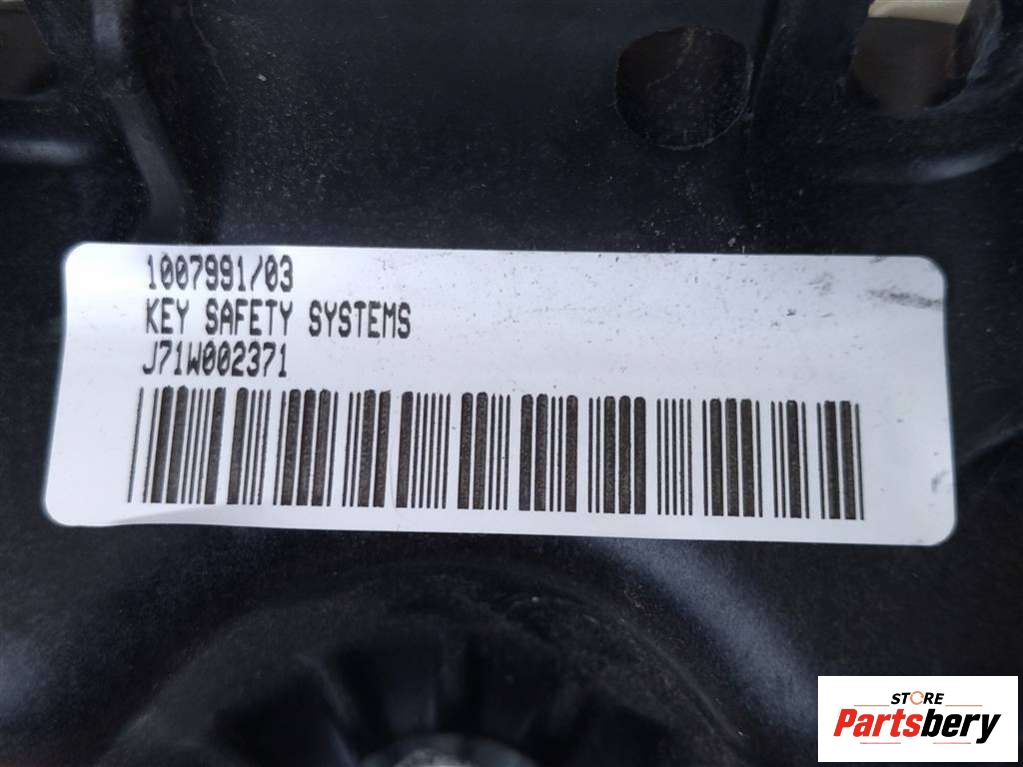 1007991/03
KEY SAFETY SYSTEMS
J71W002371
STORE
Partsbery